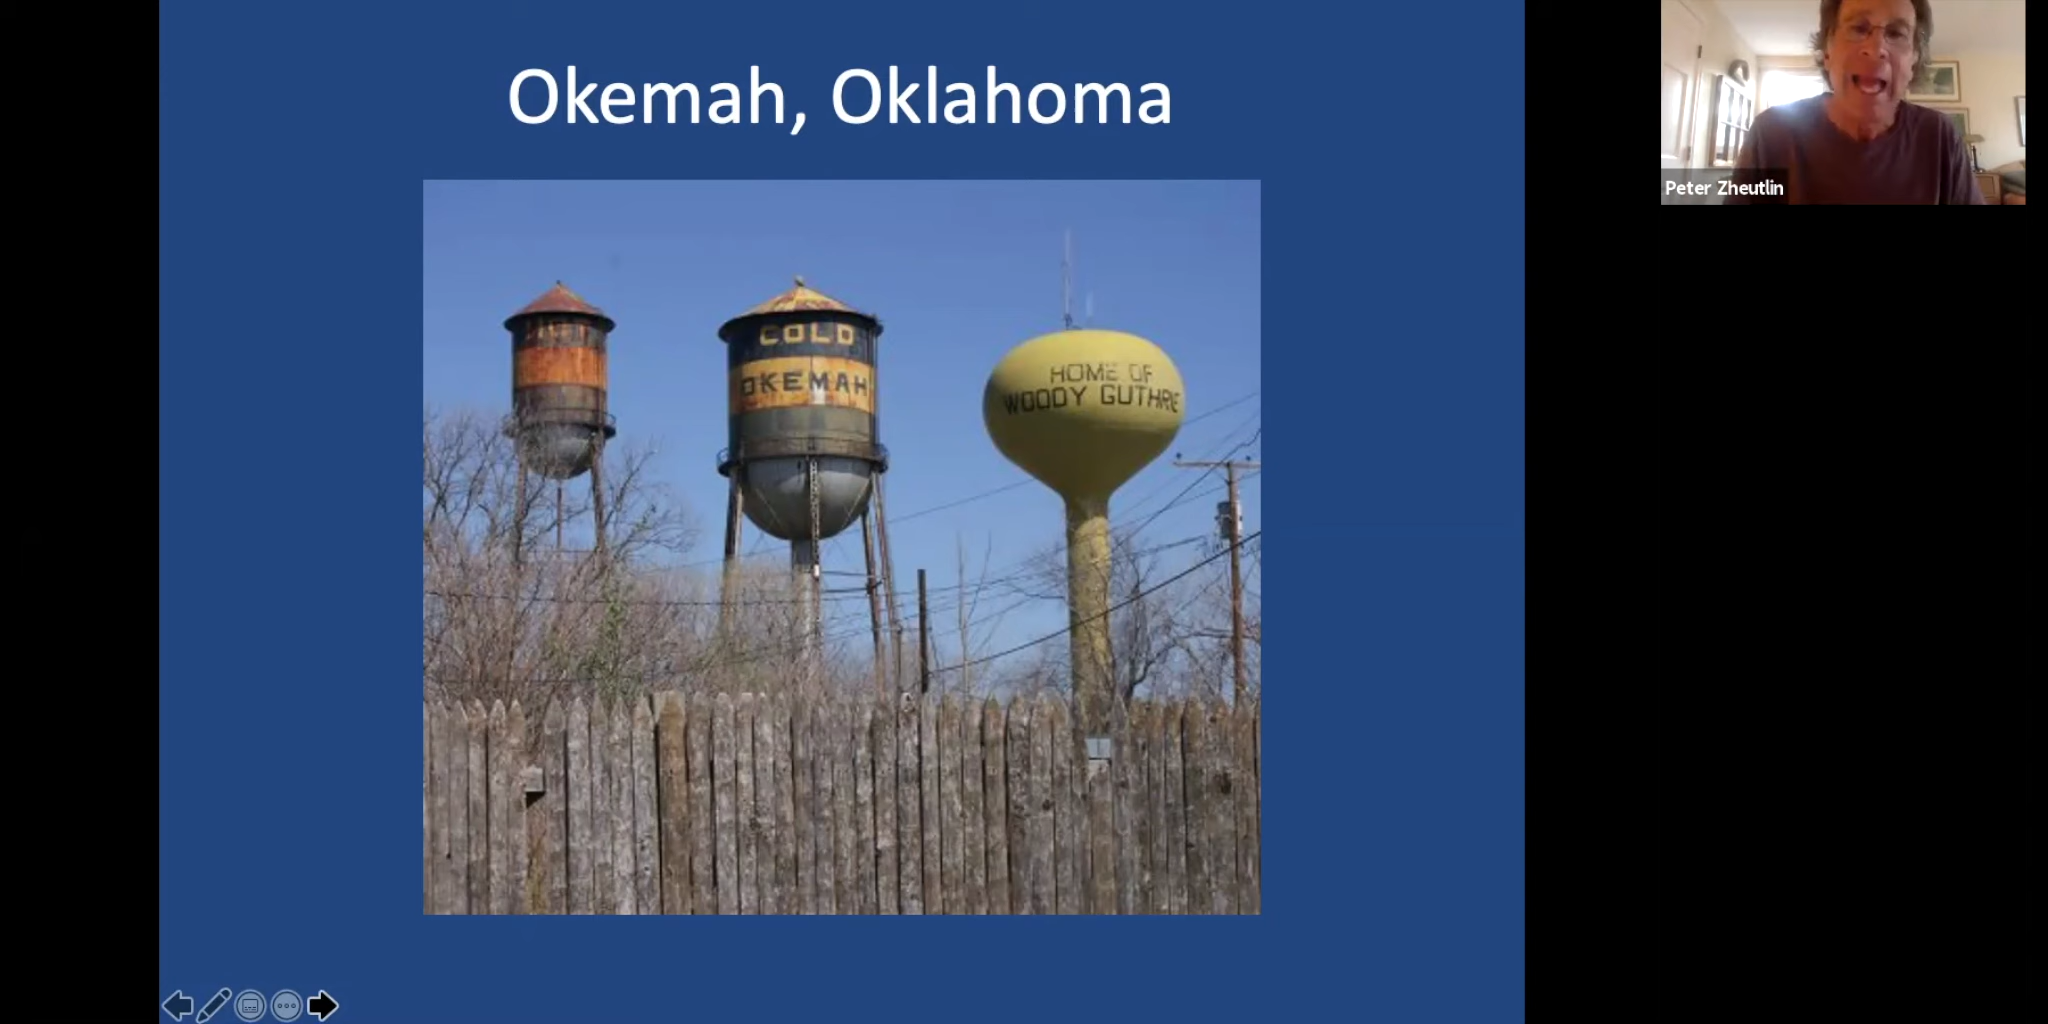 Okemah, Oklahoma
COLD
OKEMAH
HOME OF
WOODY GUTHRIE
Peter Zheutlin